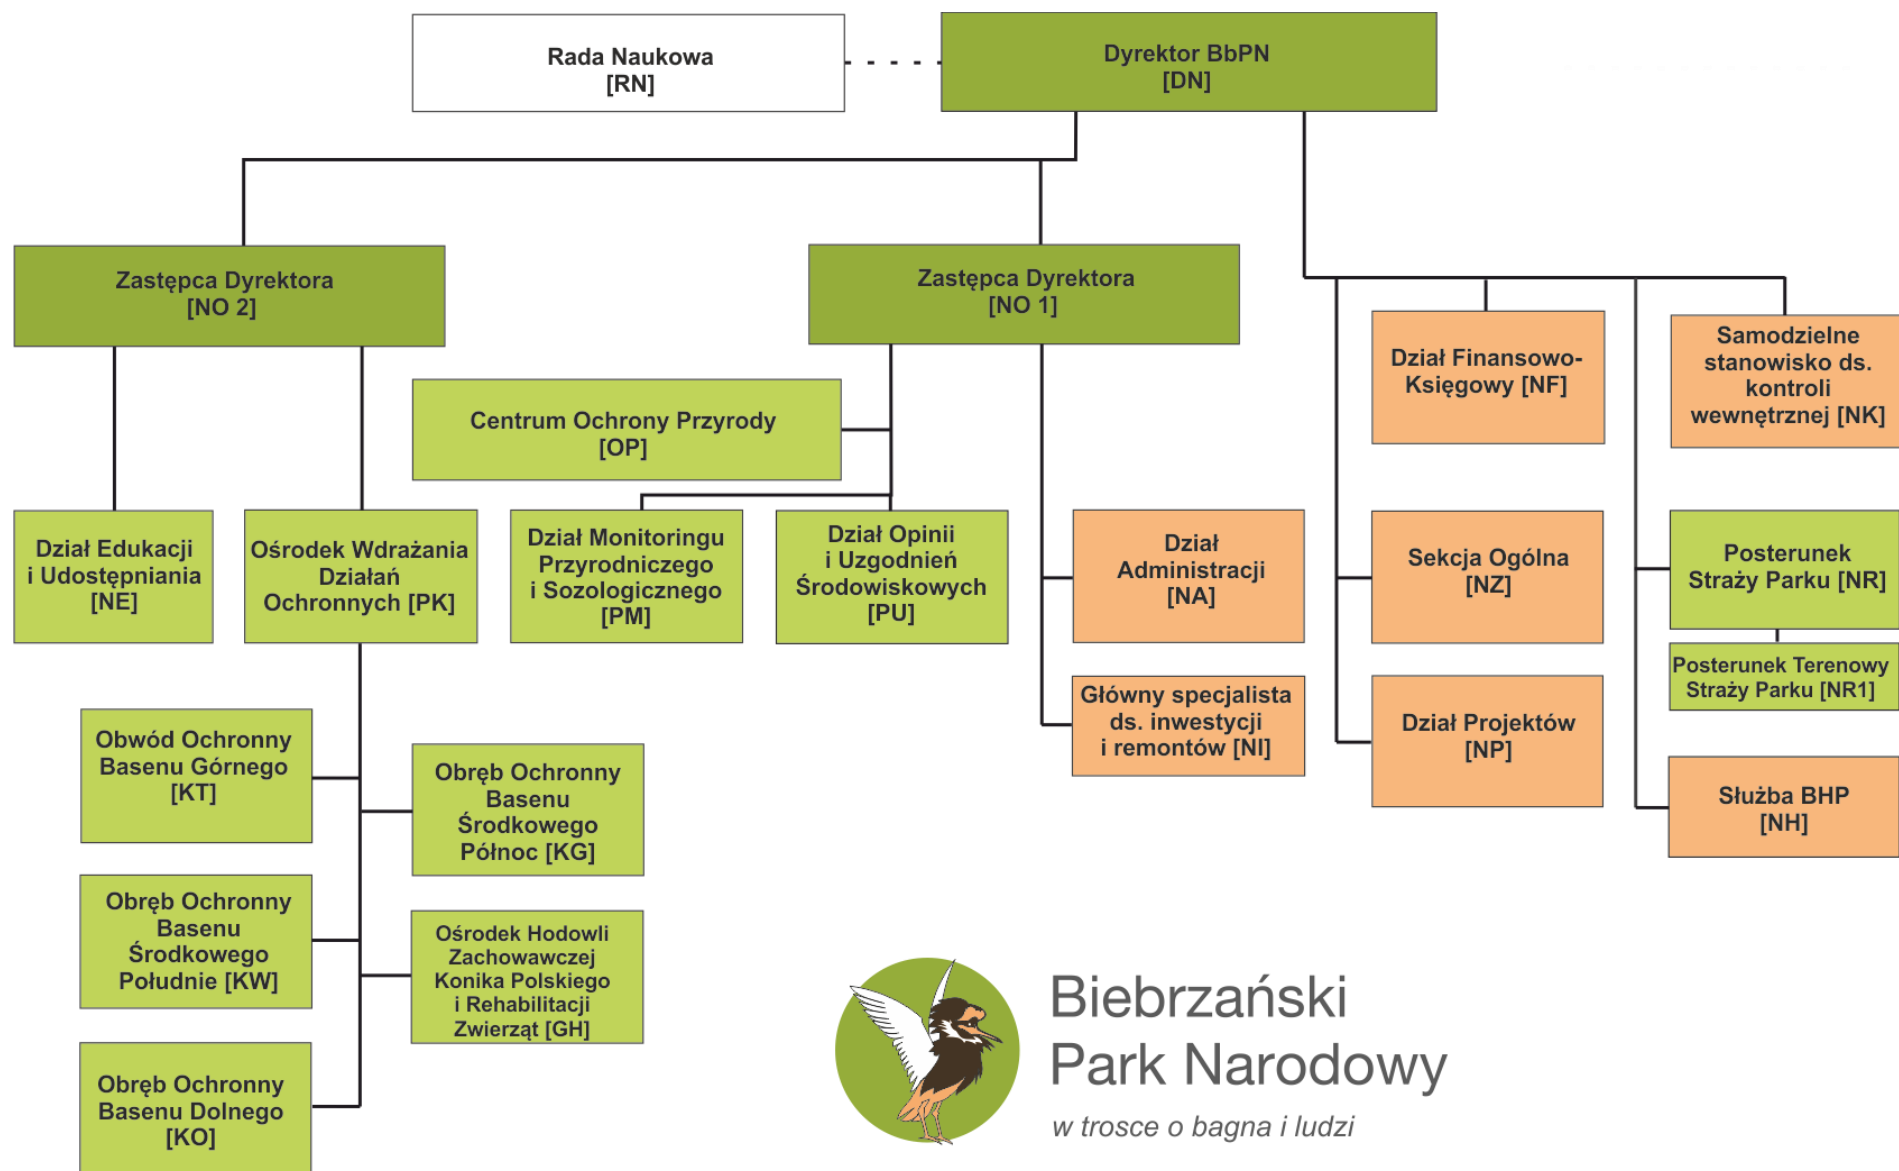 Rada Naukowa
[RN]
Dyrektor BbPN
[DN]
Zastępca Dyrektora
[NO 2]
Zastępca Dyrektora
[NO 1]
Dział Finansowo-
Księgowy [NF]
Samodzielne
stanowisko ds.
kontroli
wewnętrznej [NK]
Centrum Ochrony Przyrody
[OP]
Dział Edukacji
i Udostępniania
[NE]
Ośrodek Wdrażania
Działań
Ochronnych [PK]
Dział Monitoringu
Przyrodniczego
i Sozologicznego
[PM]
Dział Opinii
i Uzgodnień
Środowiskowych
[PU]
Dział
Administracji
[NA]
Sekcja Ogólna
[NZ]
Posterunek
Straży Parku [NR]
Posterunek Terenowy
Straży Parku [NR1]
Główny specjalista
ds. inwestycji
i remontów [NI]
Dział Projektów
[NP]
Służba BHP
[NH]
Obwód Ochronny
Basenu Górnego
[KT]
Obręb Ochronny
Basenu
Środkowego
Północ [KG]
Obręb Ochronny
Basenu
Środkowego
Południe [KW]
Ośrodek Hodowli
Zachowawczej
Konika Polskiego
i Rehabilitacji
Zwierząt [GH]
Obręb Ochronny
Basenu Dolnego
[KO]
Biebrzański
Park Narodowy
w trosce o bagna i ludzi